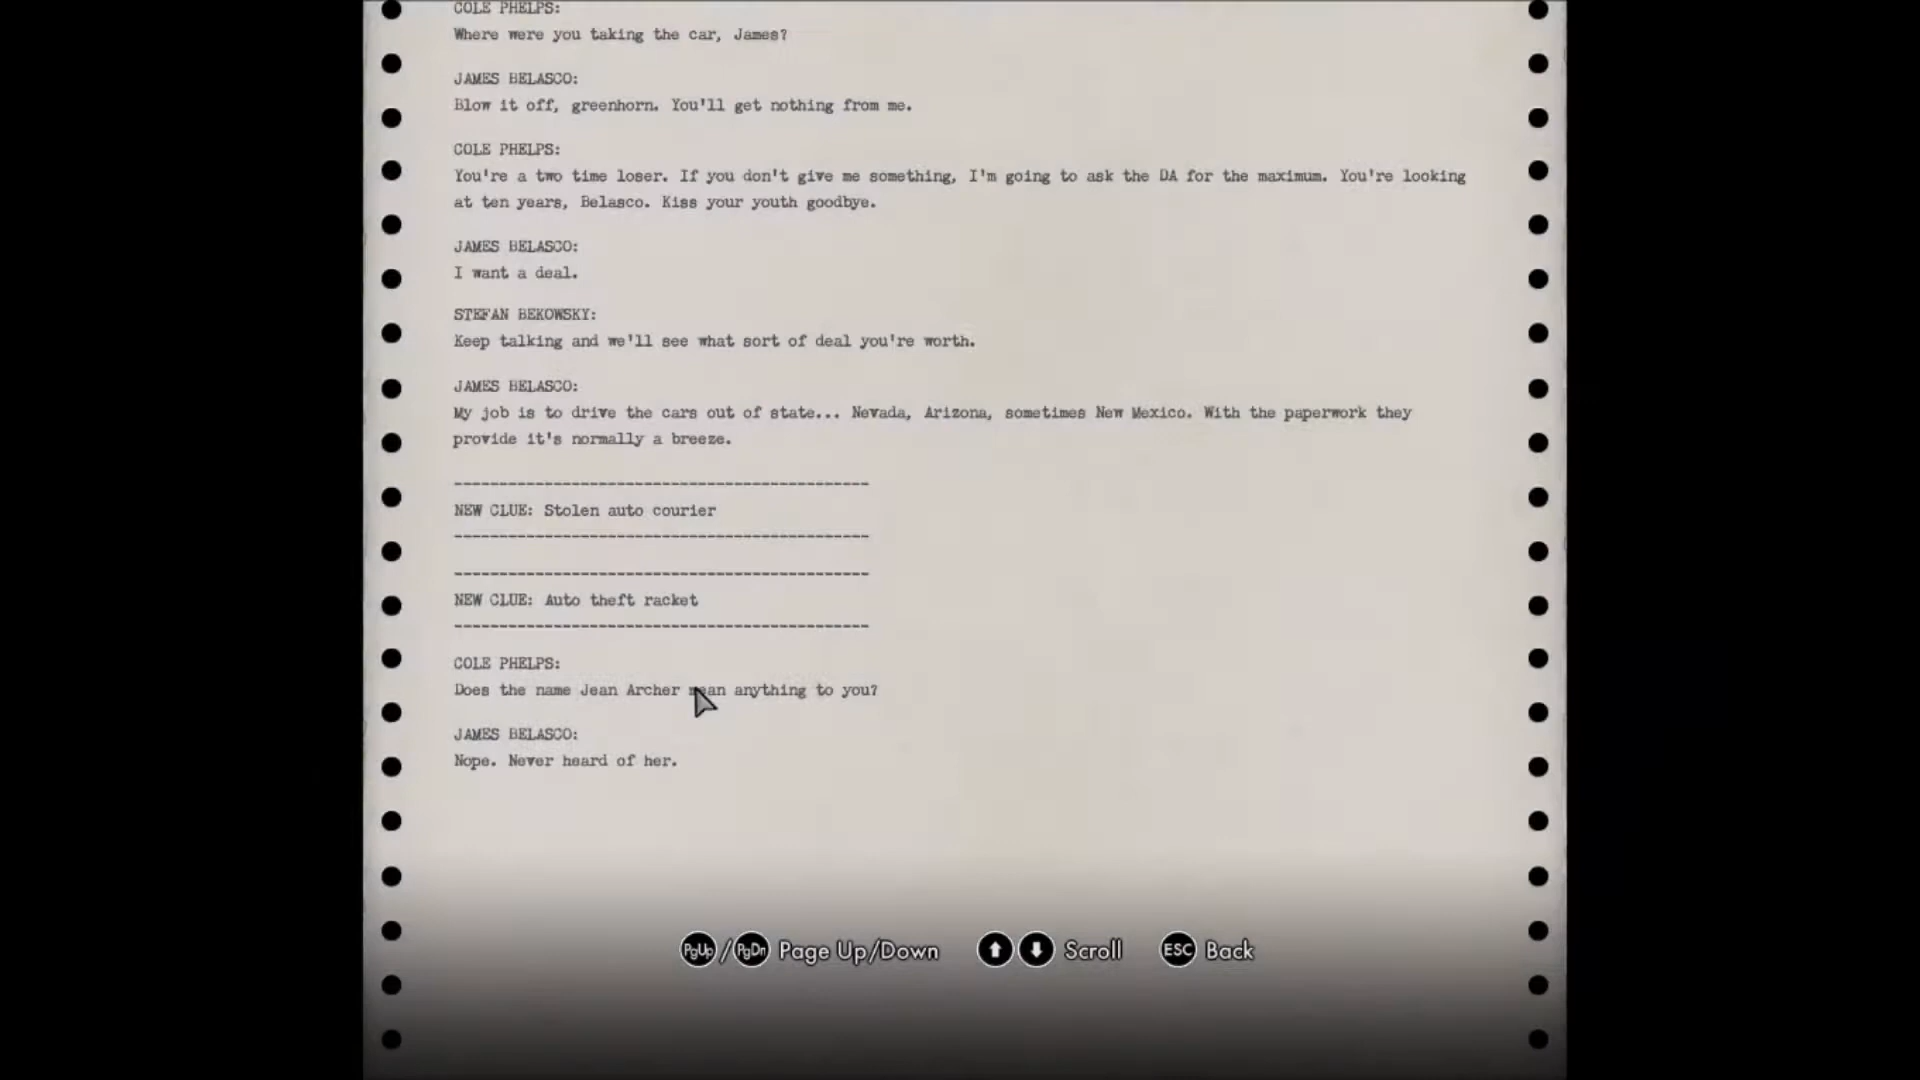 COLE PHELPS:
Where were you taking the car, James?
JAMES BELASCO:
Blow it off, greenhorn. You'll get nothing from me.
COLE PHELPS:
You're a two time loser. If you don't give me something, I'm going to ask the DA for the maximum. You're looking
at ten years, Belasco. Kiss your youth goodbye.
JAMES BELASCO:
I want a deal.
STEFAN BEKOWSKY:
Keep talking and we'll see what sort of deal you're worth.
JAMES BELASCO:
My job is to drive the cars out of state... Nevada, Arizona, sometimes New Mexico. With the paperwork they
provide it's normally a breeze.
----------------------------------------------
NEW CLUE: Stolen auto courier
----------------------------------------------
----------------------------------------------
NEW CLUE: Auto theft racket
----------------------------------------------
COLE PHELPS:
Does the name Jean Archer mean anything to you?
JAMES BELASCO:
Nope. Never heard of her.
PgUp/PgDn Page Up/Down ⬆ ⬇ Scroll ESC Back